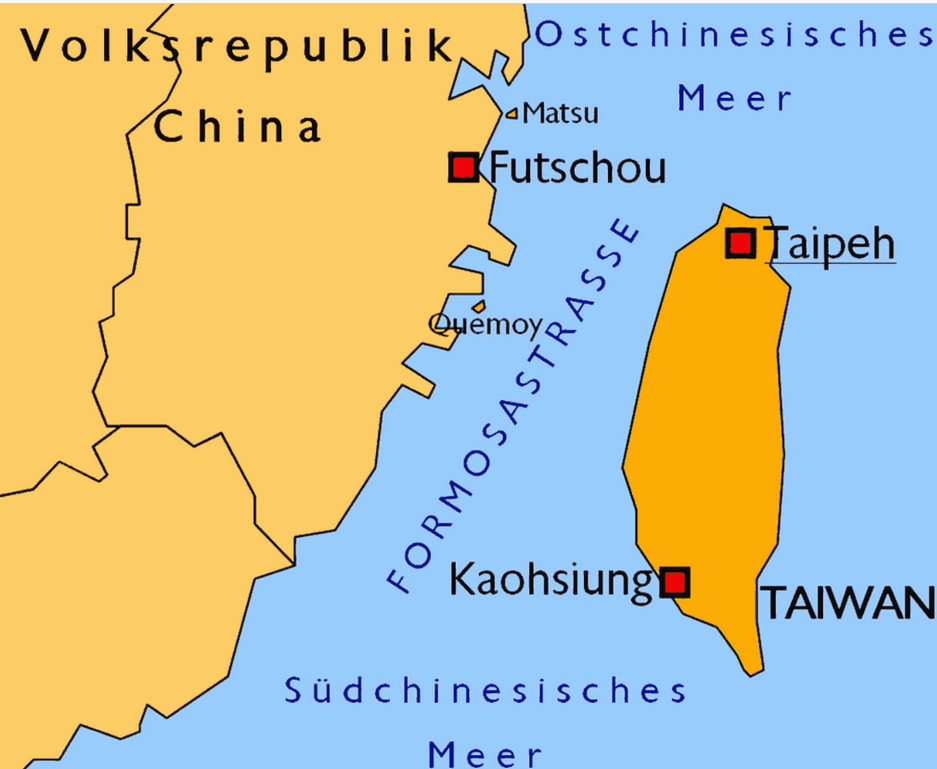 Volksrepublik
China
Ostchinesisches
Meer
Matsu
Futschou
Taipeh
Quemoy
FORMOSASTRASSE
Kaohsiung
TAIWAN
Südchinesisches
Meer